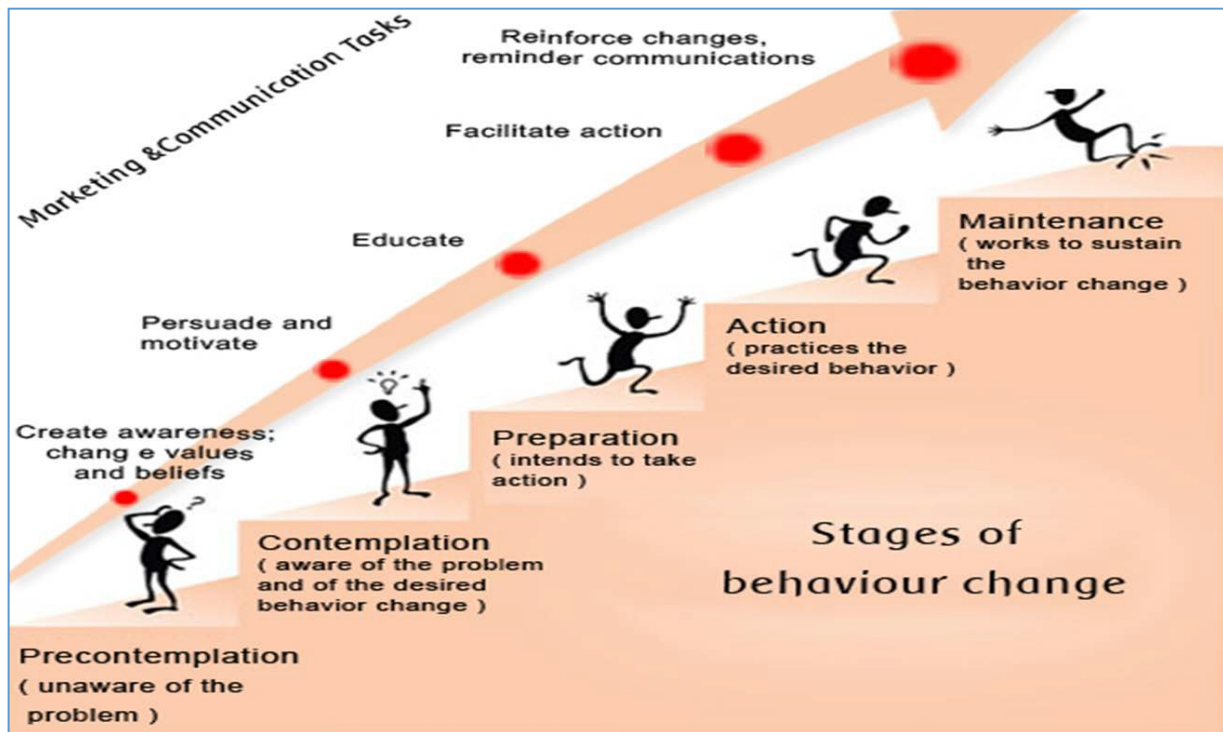 Marketing &Communication Tasks
Reinforce changes,
reminder communications
Facilitate action
Educate
Persuade and
motivate
Create awareness;
chang e values
and beliefs
?
Maintenance
( works to sustain
the
behavior change )
Action
( practices the
desired behavior )
Preparation
( intends to take
action )
Contemplation
( aware of the problem
and of the desired
behavior change )
Precontemplation
( unaware of the
problem )
Stages of
behaviour change